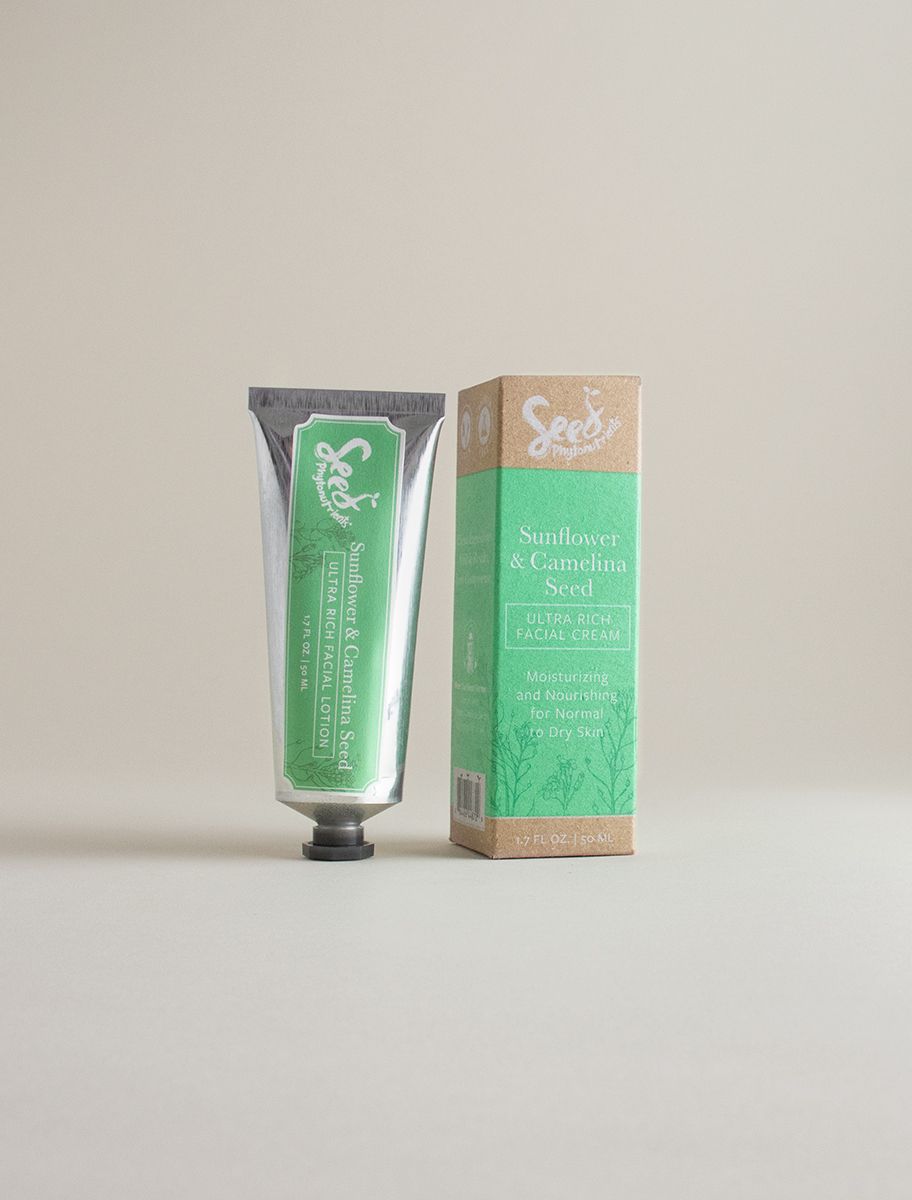 Seed
Phytonutrients
Sunflower & Camelina Seed
ULTRA RICH FACIAL LOTION
1.7 FL OZ. | 50 ML
Seed
Phytonutrients
Sunflower
& Camelina
Seed
ULTRA RICH
FACIAL CREAM
Moisturizing
and Nourishing
for Normal
to Dry Skin
1.7 FL OZ. | 50 ML